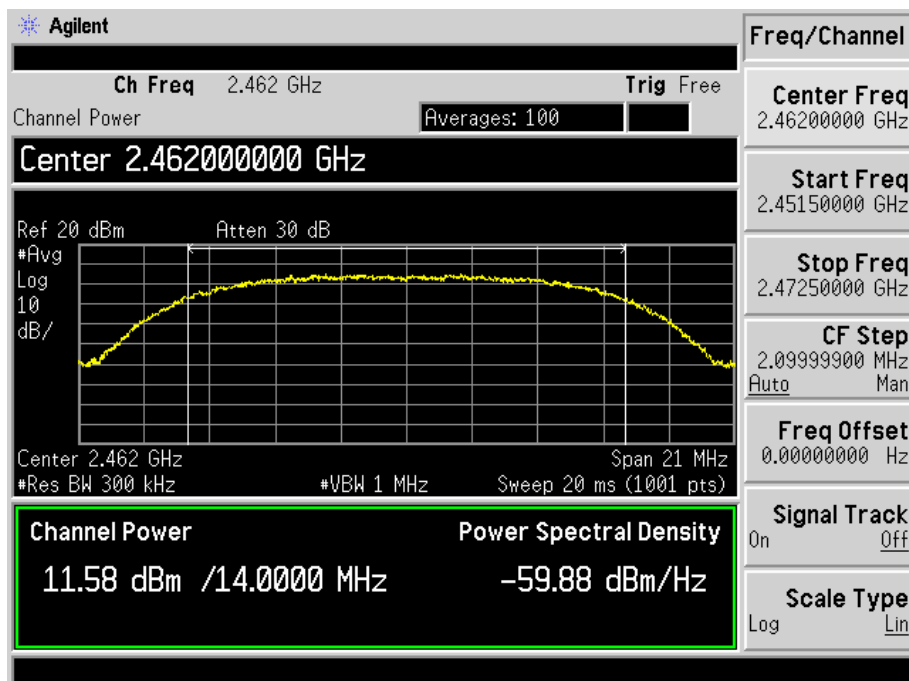 Agilent
Freq/Channel
Ch Freq 2.462 GHz Trig Free
Channel Power Averages: 100
Center 2.462000000 GHz
Ref 20 dBm Atten 30 dB
#Avg
Log
10
dB/
Center 2.462 GHz Span 21 MHz
#Res BW 300 kHz #VBW 1 MHz Sweep 20 ms (1001 pts)
Channel Power Power Spectral Density
11.58 dBm /14.0000 MHz -59.88 dBm/Hz
Center Freq
2.46200000 GHz
Start Freq
2.45150000 GHz
Stop Freq
2.47250000 GHz
CF Step
2.09999900 MHz
Auto Man
Freq Offset
0.00000000 Hz
Signal Track
On Off
Scale Type
Log Lin